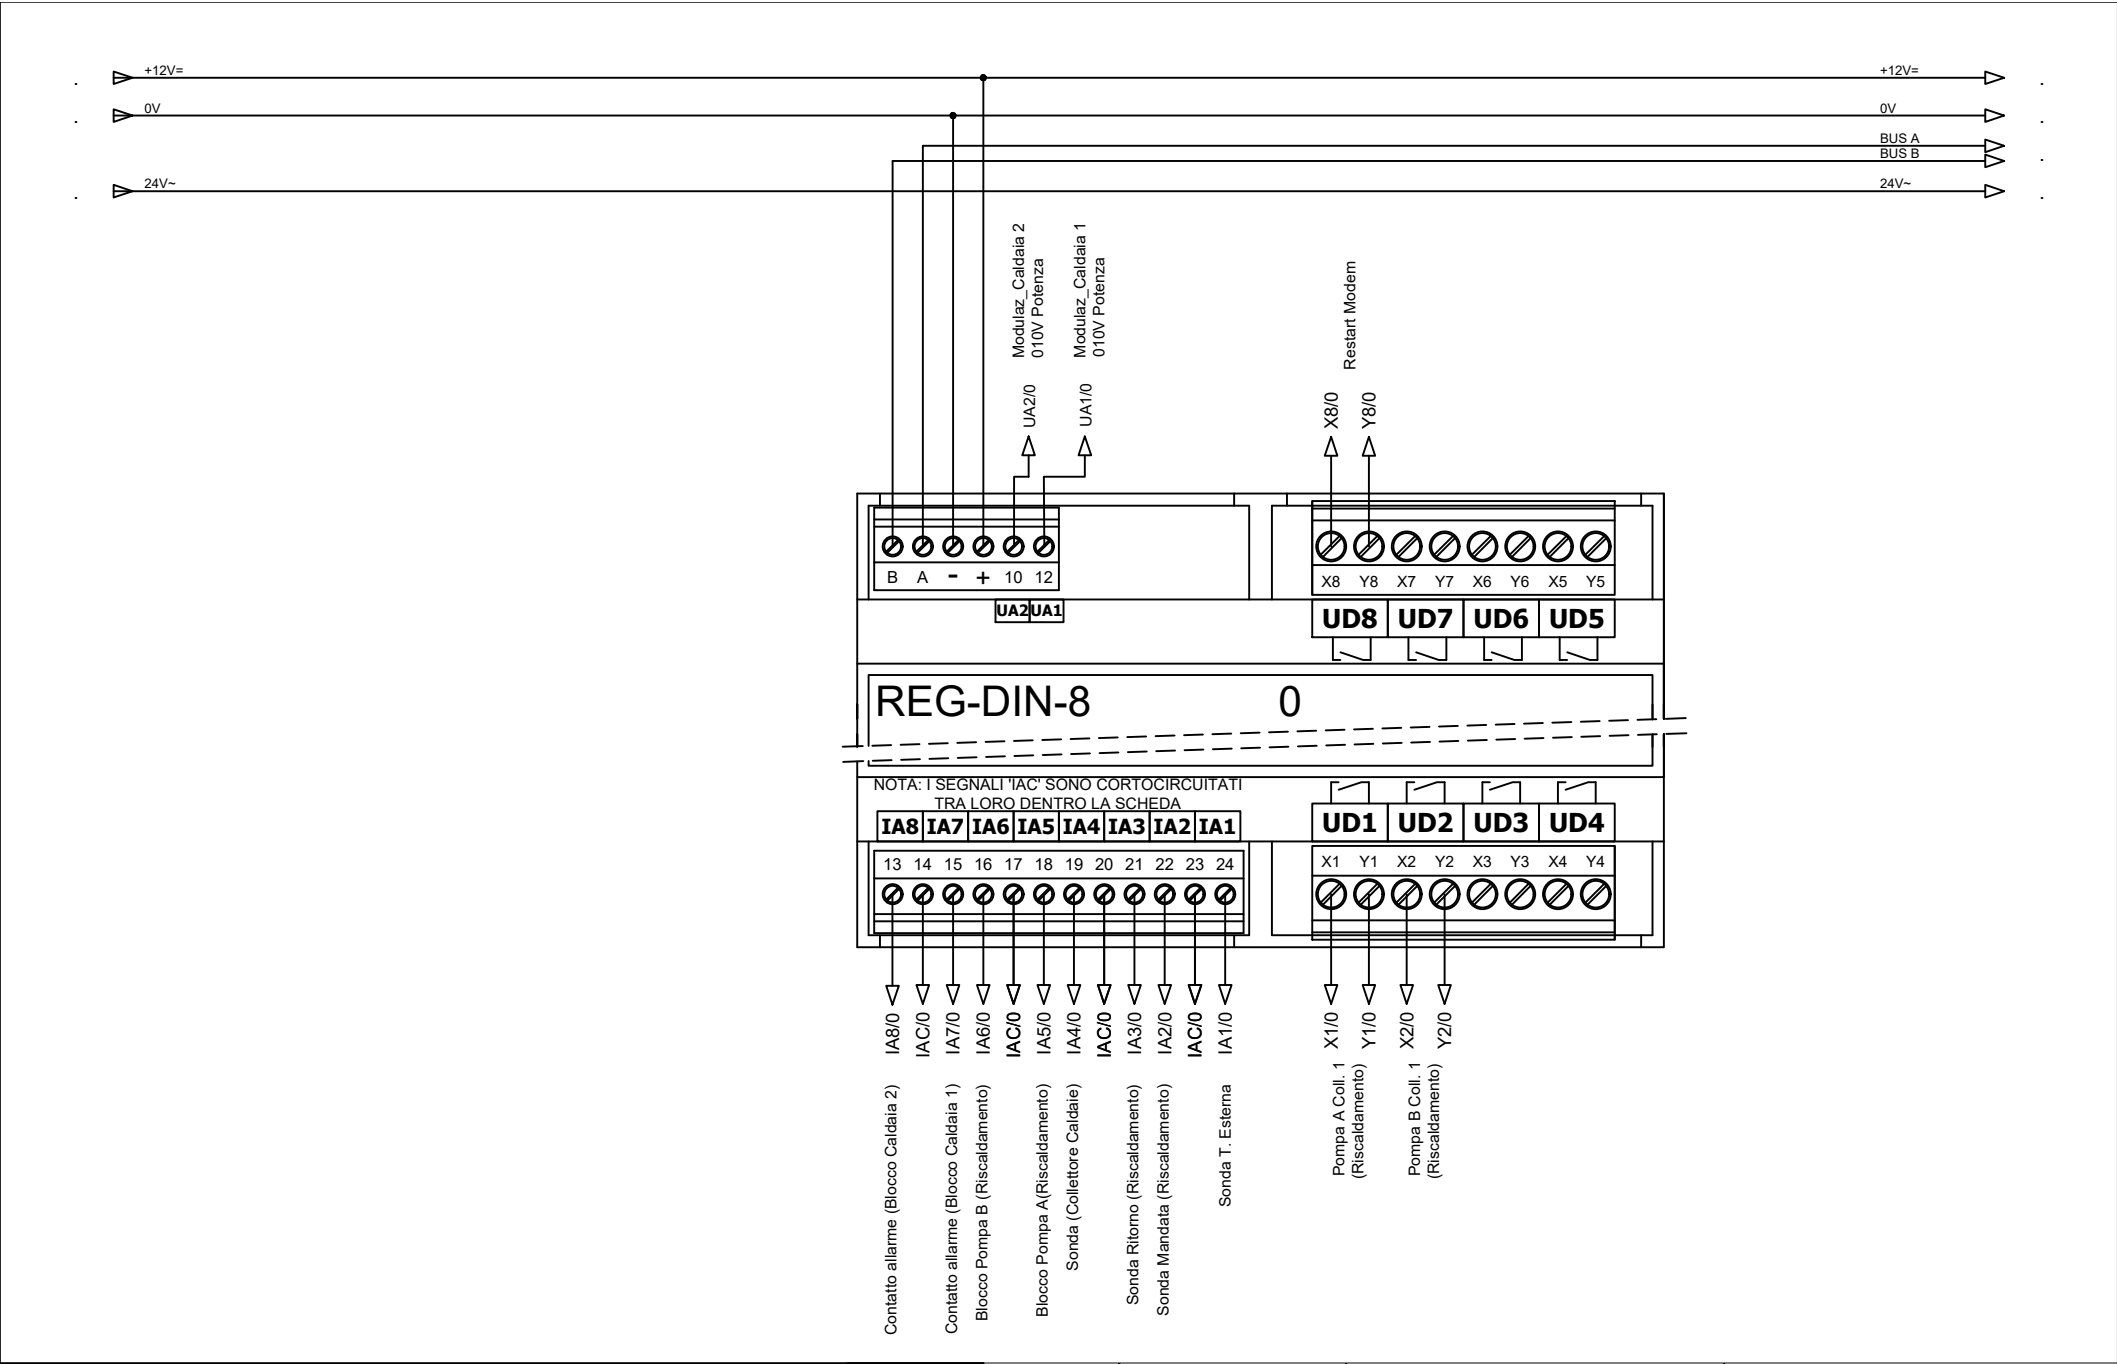 +12V=
+12V=
0V
0V
BUS A
BUS B
24V~
24V~
Modulaz_Caldaia 2
010V Potenza
Modulaz_Caldaia 1
010V Potenza
Restart Modem
UA2/0
UA1/0
X8/0
Y8/0
B A - + 10 12
X8 Y8 X7 Y7 X6 Y6 X5 Y5
UA2 UA1
UD8 UD7 UD6 UD5
REG-DIN-8 0
NOTA: I SEGNALI 'IAC' SONO CORTOCIRCUITATI
TRA LORO DENTRO LA SCHEDA
IA8 IA7 IA6 IA5 IA4 IA3 IA2 IA1
UD1 UD2 UD3 UD4
13 14 15 16 17 18 19 20 21 22 23 24
X1 Y1 X2 Y2 X3 Y3 X4 Y4
IA8/0
IAC/0
IA7/0
IA6/0
IAC/0
IA5/0
IA4/0
IAC/0
IA3/0
IA2/0
IAC/0
IA1/0
X1/0
Y1/0
X2/0
Y2/0
Contatto allarme (Blocco Caldaia 2)
Contatto allarme (Blocco Caldaia 1)
Blocco Pompa B (Riscaldamento)
Blocco Pompa A(Riscaldamento)
Sonda (Collettore Caldaie)
Sonda Ritorno (Riscaldamento)
Sonda Mandata (Riscaldamento)
Sonda T. Esterna
Pompa A Coll. 1
(Riscaldamento)
Pompa B Coll. 1
(Riscaldamento)